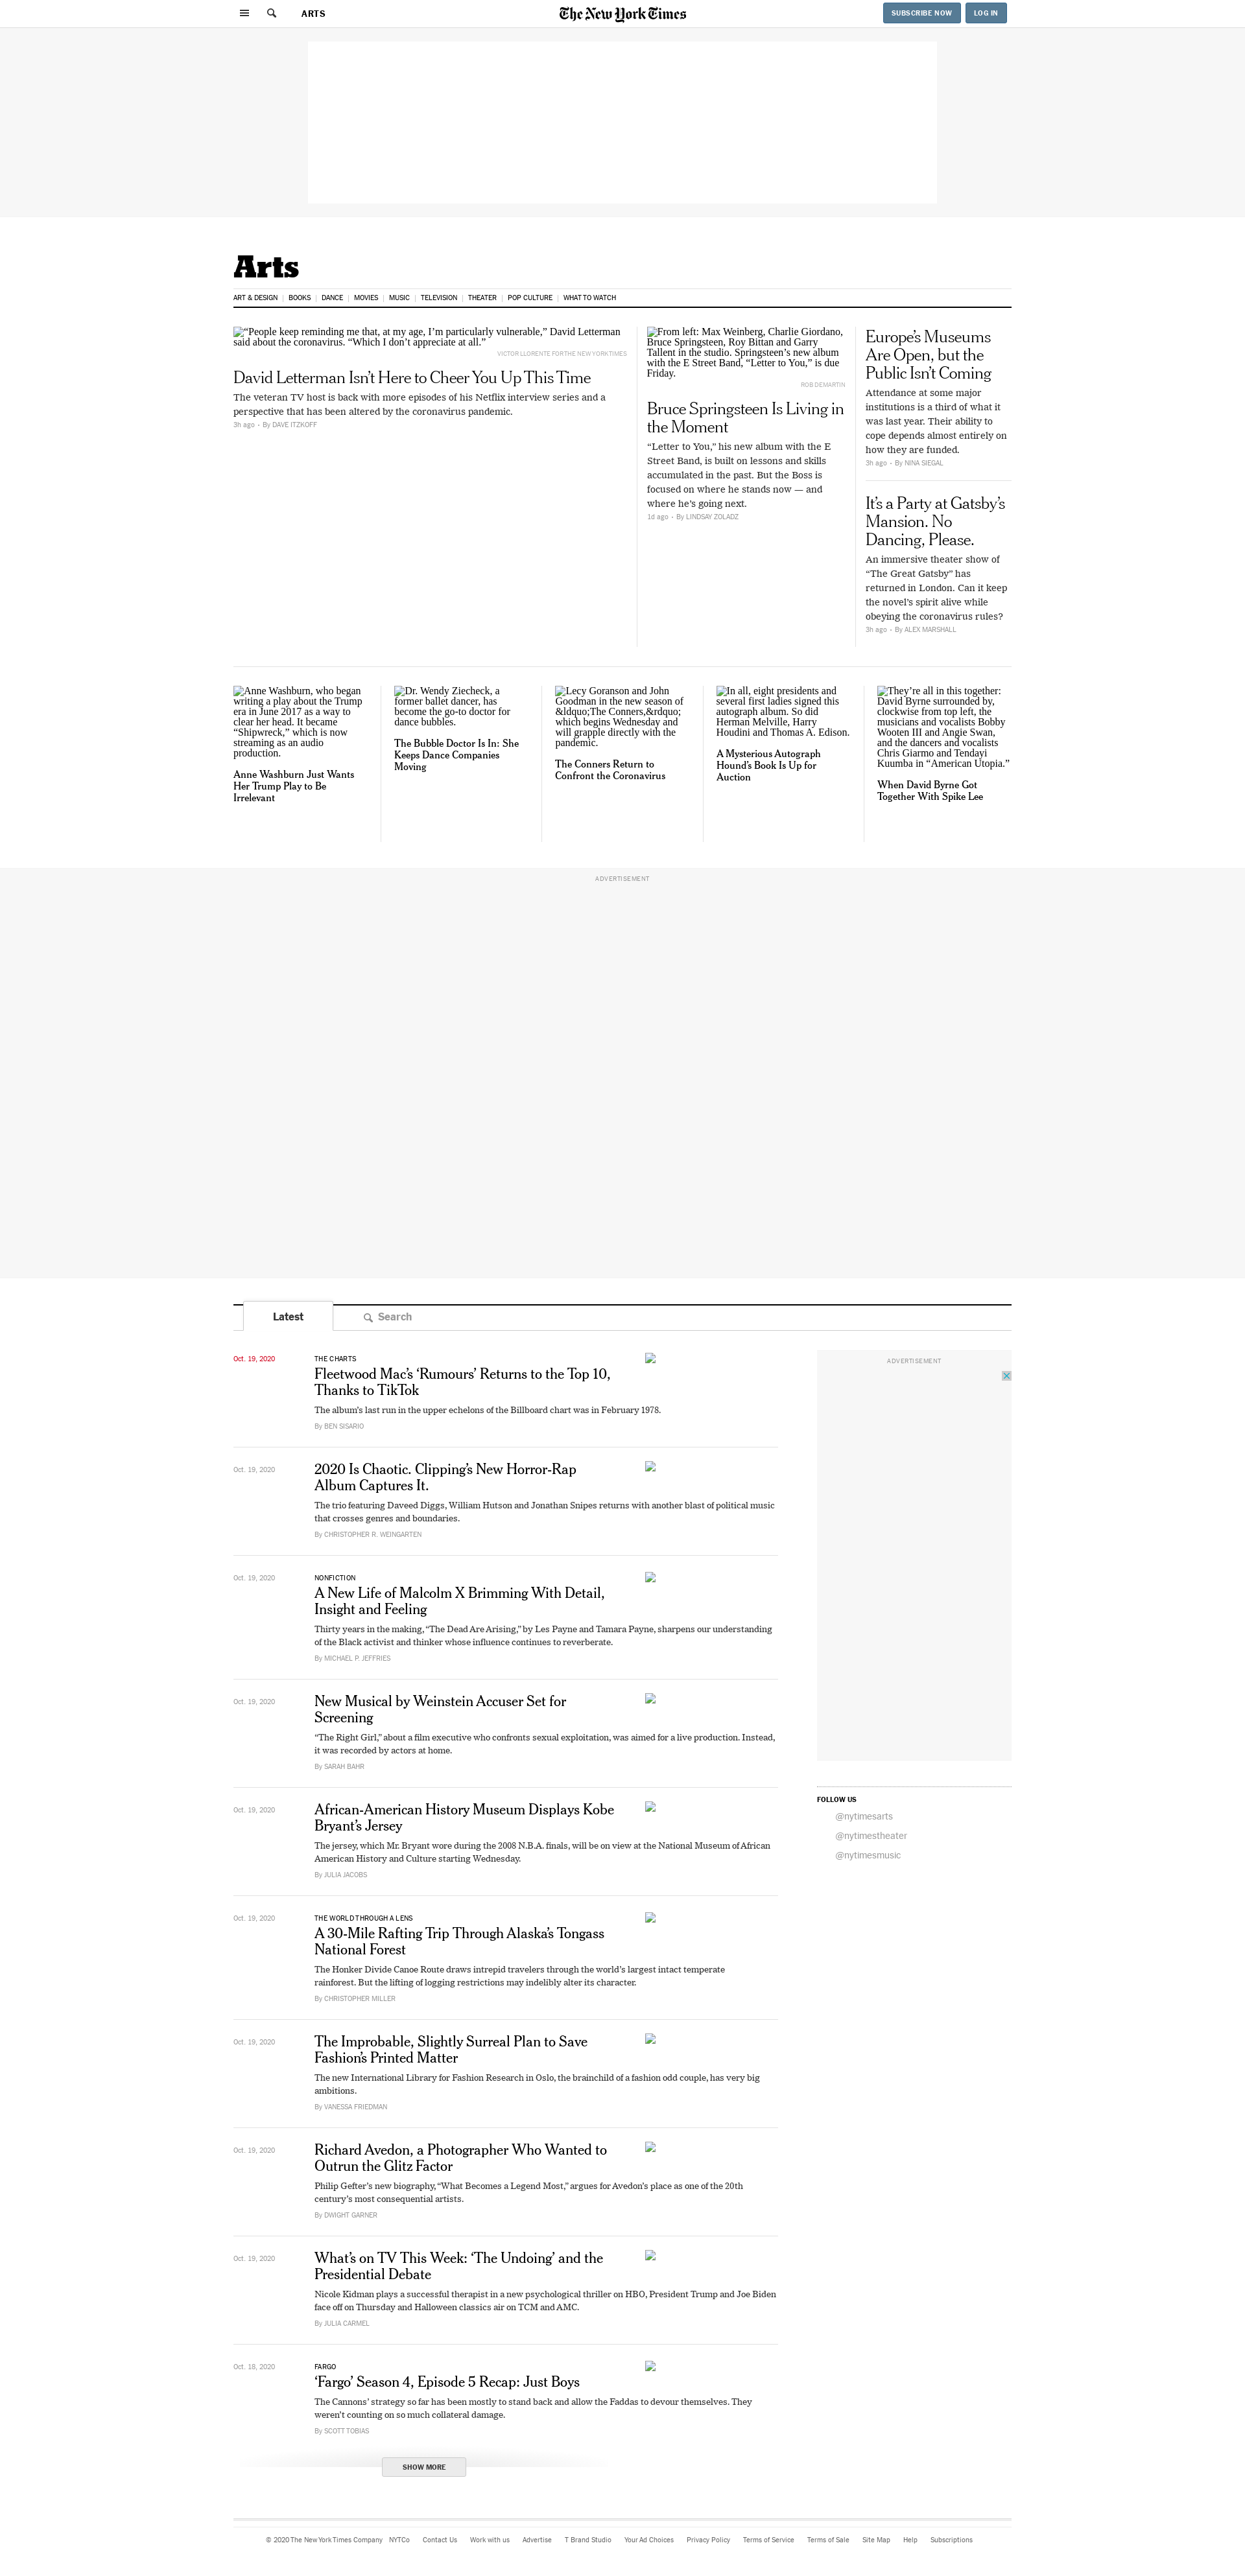 ARTS
The New York Times
SUBSCRIBE NOW
LOG IN
Arts
ART & DESIGN
BOOKS
DANCE
MOVIES
MUSIC
TELEVISION
THEATER
POP CULTURE
WHAT TO WATCH
“People keep reminding me that, at my age, I’m particularly vulnerable,” David Letterman
said about the coronavirus. “Which I don’t appreciate at all.”
VICTOR LLORENTE FOR THE NEW YORK TIMES
David Letterman Isn’t Here to Cheer You Up This Time
The veteran TV host is back with more episodes of his Netflix interview series and a
perspective that has been altered by the coronavirus pandemic.
3h ago • By DAVE ITZKOFF
From left: Max Weinberg, Charlie Giordano,
Bruce Springsteen, Roy Bittan and Garry
Tallent in the studio. Springsteen’s new album
with the E Street Band, “Letter to You,” is due
Friday.
ROB DEMARTIN
Bruce Springsteen Is Living in
the Moment
“Letter to You,” his new album with the E
Street Band, is built on lessons and skills
accumulated in the past. But the Boss is
focused on where he stands now — and
where he’s going next.
1d ago • By LINDSAY ZOLADZ
Europe’s Museums
Are Open, but the
Public Isn’t Coming
Attendance at some major
institutions is a third of what it
was last year. Their ability to
cope depends almost entirely on
how they are funded.
3h ago • By NINA SIEGAL
It’s a Party at Gatsby’s
Mansion. No
Dancing, Please.
An immersive theater show of
“The Great Gatsby” has
returned in London. Can it keep
the novel’s spirit alive while
obeying the coronavirus rules?
3h ago • By ALEX MARSHALL
Anne Washburn, who began
writing a play about the Trump
era in June 2017 as a way to
clear her head. It became
“Shipwreck,” which is now
streaming as an audio
production.
Anne Washburn Just Wants
Her Trump Play to Be
Irrelevant
Dr. Wendy Ziecheck, a
former ballet dancer, has
become the go-to doctor for
dance bubbles.
The Bubble Doctor Is In: She
Keeps Dance Companies
Moving
Lecy Goranson and John
Goodman in the new season of
&ldquo;The Conners,&rdquo;
which begins Wednesday and
will grapple directly with the
pandemic.
The Conners Return to
Confront the Coronavirus
In all, eight presidents and
several first ladies signed this
autograph album. So did
Herman Melville, Harry
Houdini and Thomas A. Edison.
A Mysterious Autograph
Hound’s Book Is Up for
Auction
They’re all in this together:
David Byrne surrounded by,
clockwise from top left, the
musicians and vocalists Bobby
Wooten III and Angie Swan,
and the dancers and vocalists
Chris Giarmo and Tendayi
Kuumba in “American Utopia.”
When David Byrne Got
Together With Spike Lee
ADVERTISEMENT
Latest
Search
Oct. 19, 2020
THE CHARTS
Fleetwood Mac’s ‘Rumours’ Returns to the Top 10,
Thanks to TikTok
The album’s last run in the upper echelons of the Billboard chart was in February 1978.
By BEN SISARIO
Oct. 19, 2020
2020 Is Chaotic. Clipping’s New Horror-Rap
Album Captures It.
The trio featuring Daveed Diggs, William Hutson and Jonathan Snipes returns with another blast of political music
that crosses genres and boundaries.
By CHRISTOPHER R. WEINGARTEN
Oct. 19, 2020
NONFICTION
A New Life of Malcolm X Brimming With Detail,
Insight and Feeling
Thirty years in the making, “The Dead Are Arising,” by Les Payne and Tamara Payne, sharpens our understanding
of the Black activist and thinker whose influence continues to reverberate.
By MICHAEL P. JEFFRIES
Oct. 19, 2020
New Musical by Weinstein Accuser Set for
Screening
“The Right Girl,” about a film executive who confronts sexual exploitation, was aimed for a live production. Instead,
it was recorded by actors at home.
By SARAH BAHR
Oct. 19, 2020
African-American History Museum Displays Kobe
Bryant’s Jersey
The jersey, which Mr. Bryant wore during the 2008 N.B.A. finals, will be on view at the National Museum of African
American History and Culture starting Wednesday.
By JULIA JACOBS
Oct. 19, 2020
THE WORLD THROUGH A LENS
A 30-Mile Rafting Trip Through Alaska’s Tongass
National Forest
The Honker Divide Canoe Route draws intrepid travelers through the world’s largest intact temperate
rainforest. But the lifting of logging restrictions may indelibly alter its character.
By CHRISTOPHER MILLER
Oct. 19, 2020
The Improbable, Slightly Surreal Plan to Save
Fashion’s Printed Matter
The new International Library for Fashion Research in Oslo, the brainchild of a fashion odd couple, has very big
ambitions.
By VANESSA FRIEDMAN
Oct. 19, 2020
Richard Avedon, a Photographer Who Wanted to
Outrun the Glitz Factor
Philip Gefter’s new biography, “What Becomes a Legend Most,” argues for Avedon’s place as one of the 20th
century’s most consequential artists.
By DWIGHT GARNER
Oct. 19, 2020
What’s on TV This Week: ‘The Undoing’ and the
Presidential Debate
Nicole Kidman plays a successful therapist in a new psychological thriller on HBO, President Trump and Joe Biden
face off on Thursday and Halloween classics air on TCM and AMC.
By JULIA CARMEL
Oct. 18, 2020
FARGO
‘Fargo’ Season 4, Episode 5 Recap: Just Boys
The Cannons’ strategy so far has been mostly to stand back and allow the Faddas to devour themselves. They
weren’t counting on so much collateral damage.
By SCOTT TOBIAS
SHOW MORE
ADVERTISEMENT
FOLLOW US
@nytimesarts
@nytimestheater
@nytimesmusic
© 2020 The New York Times Company NYTCo Contact Us Work with us Advertise T Brand Studio Your Ad Choices Privacy Policy Terms of Service Terms of Sale Site Map Help Subscriptions